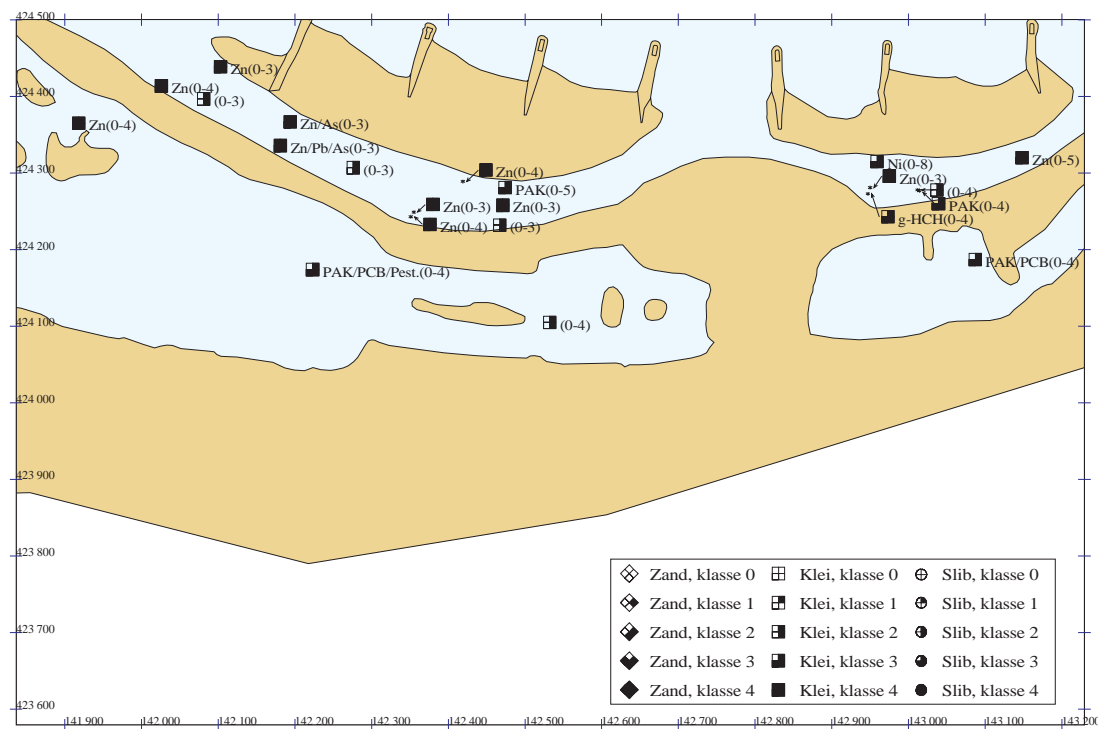 424 500
Zn(0-3)
424 400
Zn(0-4)
(0-3)
Zn(0-4)
Zn/As(0-3)
Zn/Pb/As(0-3)
424 300
(0-3)
*
Zn(0-4)
PAK(0-5)
*
Zn(0-3)
Zn(0-3)
*
Zn(0-4)
(0-3)
Ni(0-8)
Zn(0-5)
Zn(0-3)
*
*
(0-4)
*
PAK(0-4)
g-HCH(0-4)
424 200
PAK/PCB/Pest.(0-4)
PAK/PCB(0-4)
424 100
(0-4)
424 000
423 900
423 800
423 700
423 600
Zand, klasse 0 Klei, klasse 0 Slib, klasse 0
Zand, klasse 1 Klei, klasse 1 Slib, klasse 1
Zand, klasse 2 Klei, klasse 2 Slib, klasse 2
Zand, klasse 3 Klei, klasse 3 Slib, klasse 3
Zand, klasse 4 Klei, klasse 4 Slib, klasse 4
141 900 142 000 142 100 142 200 142 300 142 400 142 500 142 600 142 700 142 800 142 900 143 000 143 100 143 200